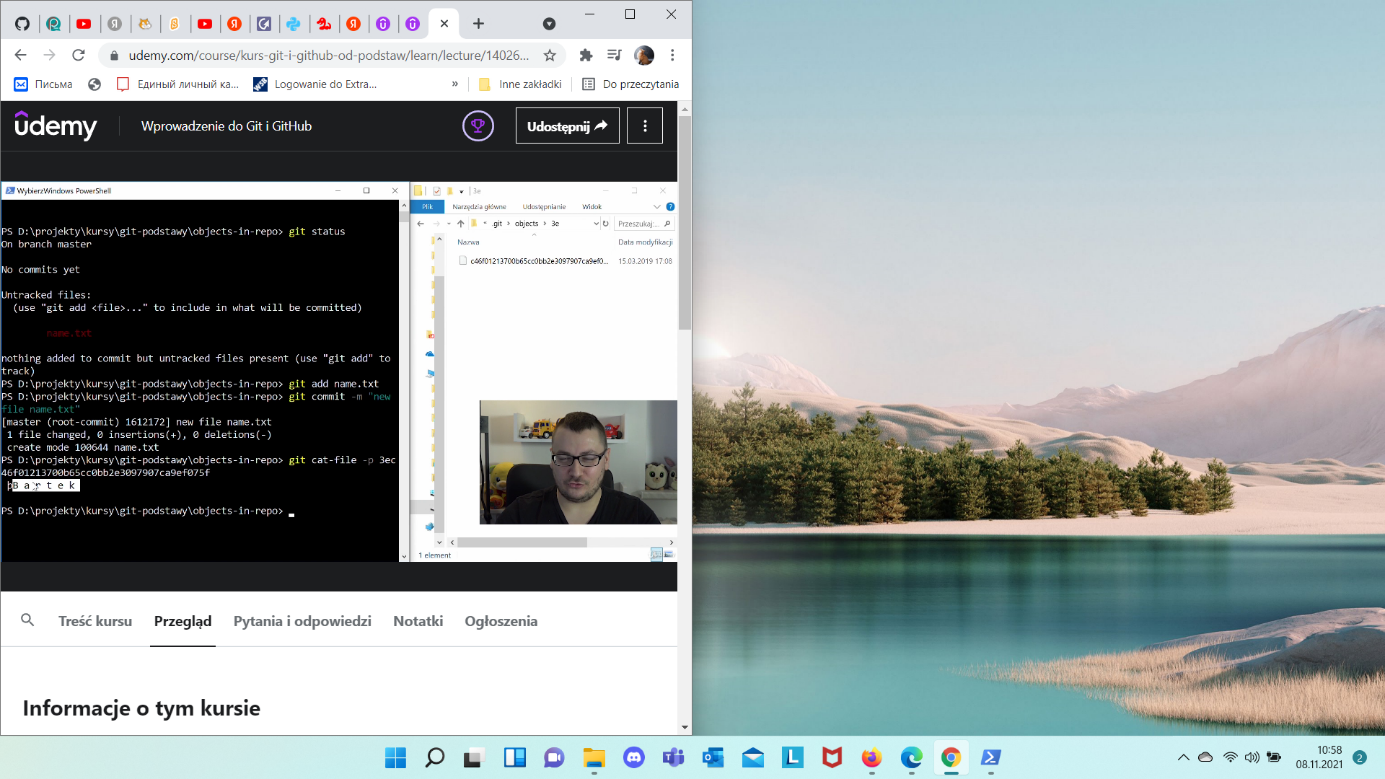 udemy.com/course/kurs-git-i-github-od-podstaw/learn/lecture/14026...
Письма
Единый личный ка...
Logowanie do Extra...
»
Inne zakładki
Do przeczytania
udemy
Wprowadzenie do Git i GitHub
Udostępnij
WybierzWindows PowerShell
PS D:\projekty\kursy\git-podstawy\objects-in-repo> git status
On branch master
No commits yet
Untracked files:
(use "git add <file>..." to include in what will be committed)
name.txt
nothing added to commit but untracked files present (use "git add" to
track)
PS D:\projekty\kursy\git-podstawy\objects-in-repo> git add name.txt
PS D:\projekty\kursy\git-podstawy\objects-in-repo> git commit -m "new
file name.txt"
[master (root-commit) 1612172] new file name.txt
1 file changed, 0 insertions(+), 0 deletions(-)
create mode 100644 name.txt
PS D:\projekty\kursy\git-podstawy\objects-in-repo> git cat-file -p 3ec
46f01213700b65cc0bb2e3097907ca9ef075f
þB a r t e k
PS D:\projekty\kursy\git-podstawy\objects-in-repo>
3e
Plik Narzędzia główne Udostępnianie Widok
.git > objects > 3e
Przeszukaj:...
Nazwa Data modyfikacji
c46f01213700b65cc0bb2e3097907ca9ef0... 15.03.2019 17:08
1 element
Treść kursu
Przegląd
Pytania i odpowiedzi
Notatki
Ogłoszenia
Informacje o tym kursie
10:58
08.11.2021
2